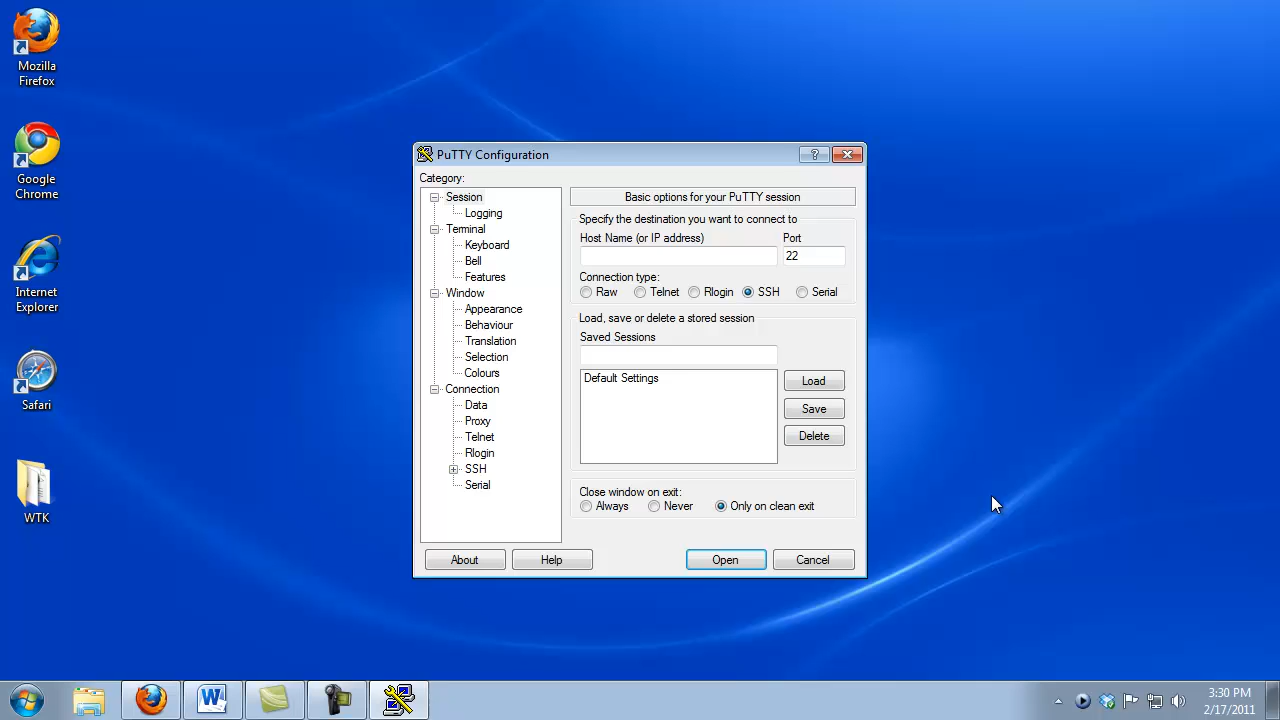 Mozilla
Firefox
Google
Chrome
Internet
Explorer
Safari
WTK
PuTTY Configuration
?
Category:
Session
Logging
Terminal
Keyboard
Bell
Features
Window
Appearance
Behaviour
Translation
Selection
Colours
Connection
Data
Proxy
Telnet
Rlogin
SSH
Serial
Basic options for your PuTTY session
Specify the destination you want to connect to
Host Name (or IP address) Port
22
Connection type:
Raw Telnet Rlogin SSH Serial
Load, save or delete a stored session
Saved Sessions
Default Settings
Load
Save
Delete
Close window on exit:
Always Never Only on clean exit
About Help Open Cancel
W
3:30 PM
2/17/2011